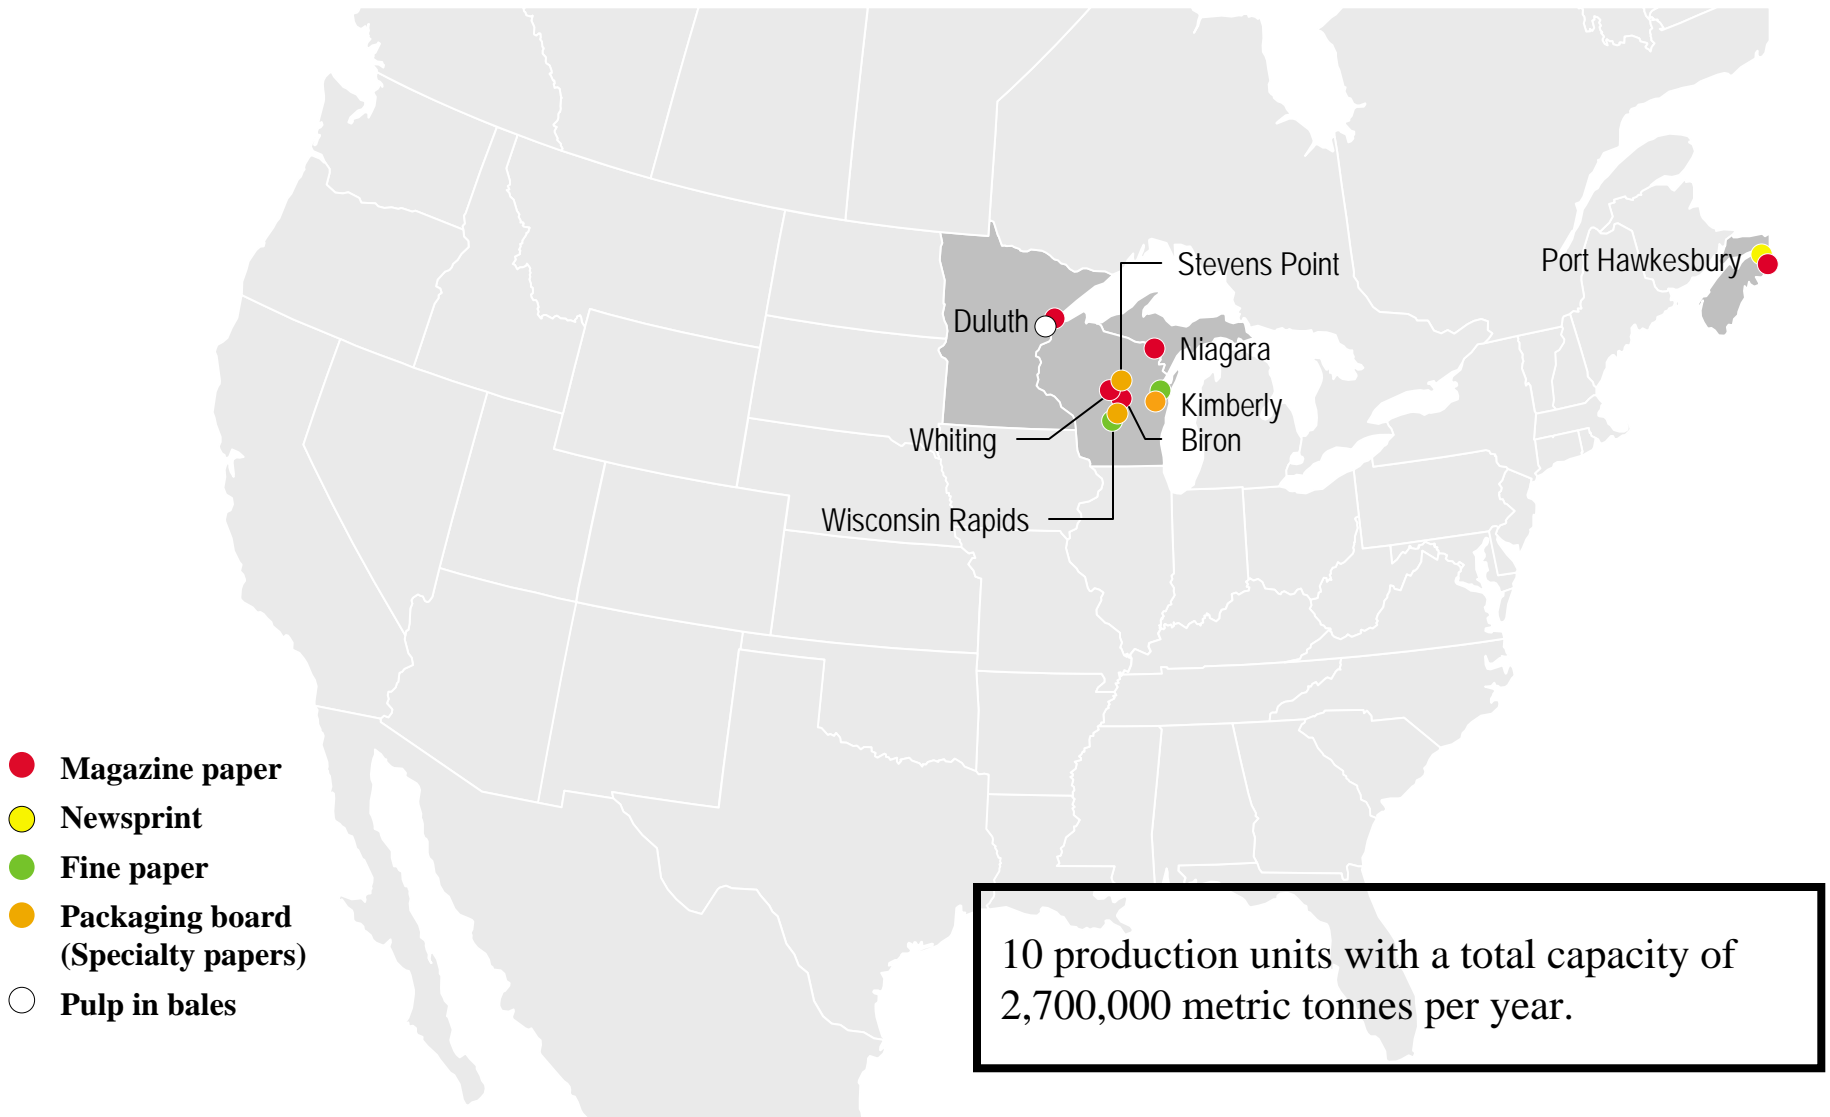 Stevens Point
Port Hawkesbury
Duluth
Niagara
Kimberly
Whiting
Biron
Wisconsin Rapids
Magazine paper
Newsprint
Fine paper
Packaging board
(Specialty papers)
Pulp in bales
10 production units with a total capacity of
2,700,000 metric tonnes per year.